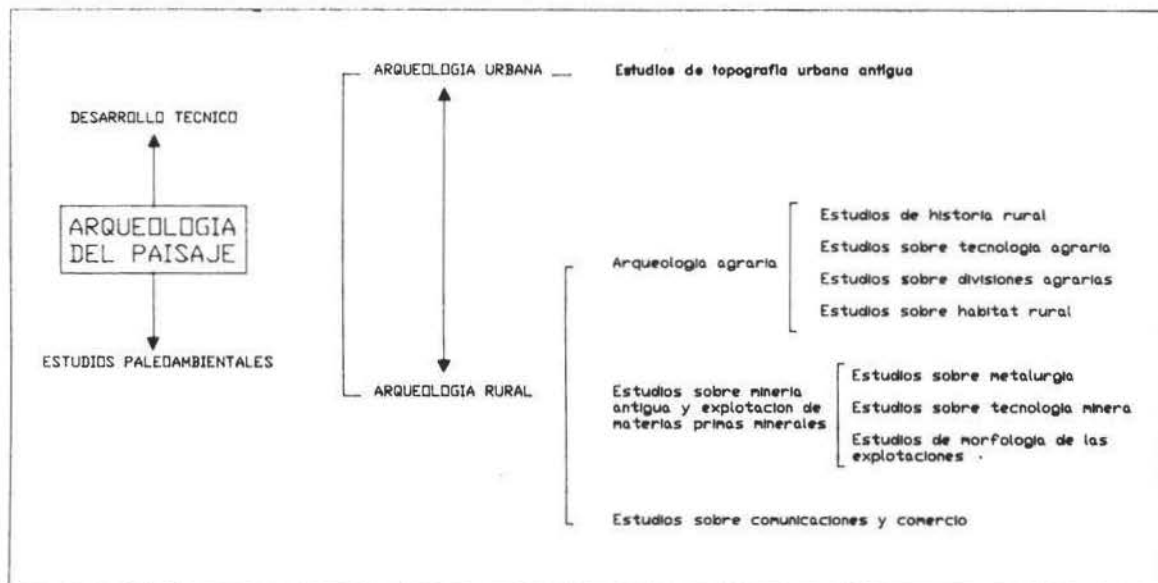 ARQUEOLOGIA URBANA
Estudios de topografia urbana antigua
DESARROLLO TECNICO
ARQUEOLOGIA
DEL PAISAJE
ESTUDIOS PALEOAMBIENTALES
ARQUEOLOGIA RURAL
Arqueologia agraria
Estudios de historia rural
Estudios sobre tecnologia agraria
Estudios sobre divisiones agrarias
Estudios sobre habitat rural
Estudios sobre mineria
antigua y explotacion de
materias primas minerales
Estudios sobre metalurgia
Estudios sobre tecnologia minera
Estudios de morfologia de las
explotaciones
Estudios sobre comunicaciones y comercio